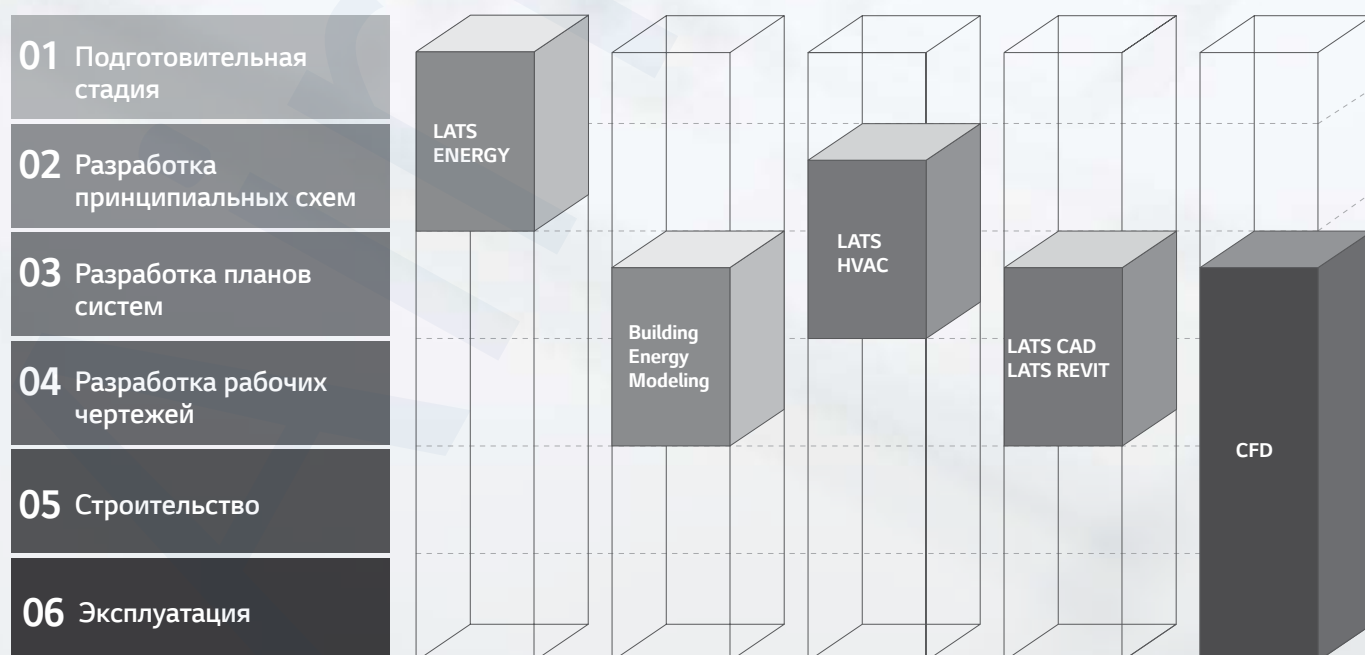 01 Подготовительная
стадия
02 Разработка
принципиальных схем
03 Разработка планов
систем
04 Разработка рабочих
чертежей
05 Строительство
06 Эксплуатация
LATS
ENERGY
Building
Energy
Modeling
LATS
HVAC
LATS CAD
LATS REVIT
CFD